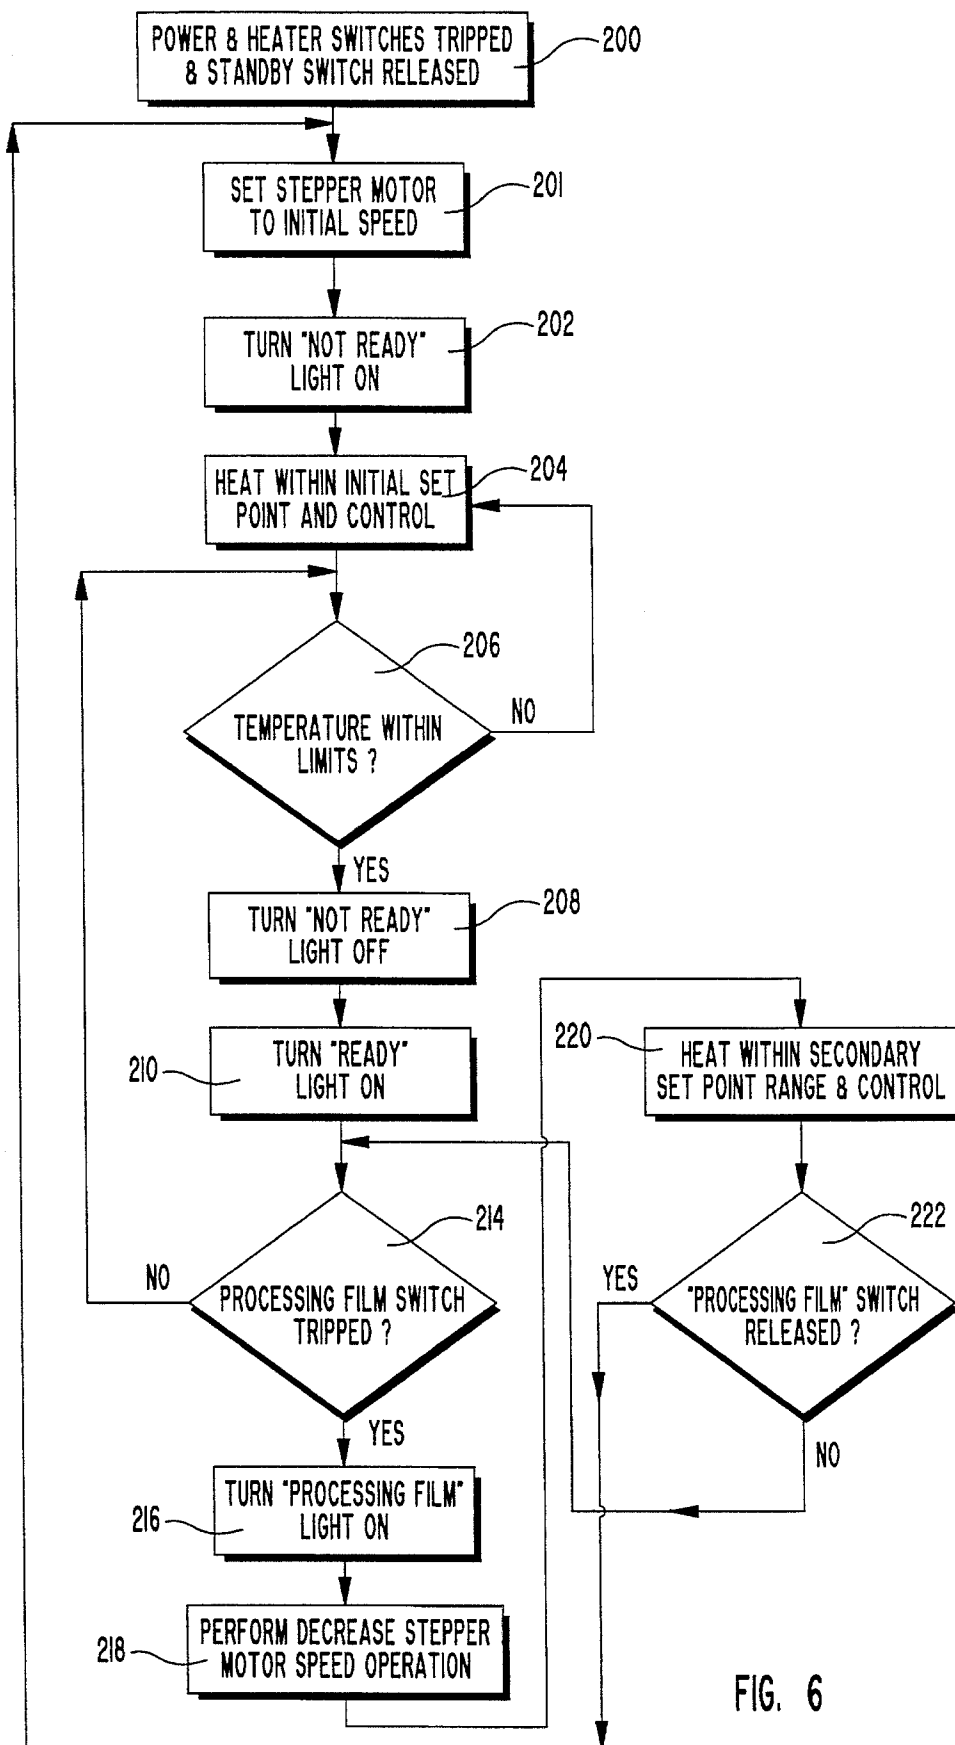 POWER & HEATER SWITCHES TRIPPED
& STANDBY SWITCH RELEASED
200
SET STEPPER MOTOR
TO INITIAL SPEED
201
TURN "NOT READY"
LIGHT ON
202
HEAT WITHIN INITIAL SET
POINT AND CONTROL
204
206
TEMPERATURE WITHIN
LIMITS ?
NO
YES
TURN "NOT READY"
LIGHT OFF
208
210
TURN "READY"
LIGHT ON
220
HEAT WITHIN SECONDARY
SET POINT RANGE & CONTROL
214
PROCESSING FILM SWITCH
TRIPPED ?
NO
YES
222
"PROCESSING FILM" SWITCH
RELEASED ?
YES
NO
216
TURN "PROCESSING FILM"
LIGHT ON
218
PERFORM DECREASE STEPPER
MOTOR SPEED OPERATION
FIG. 6